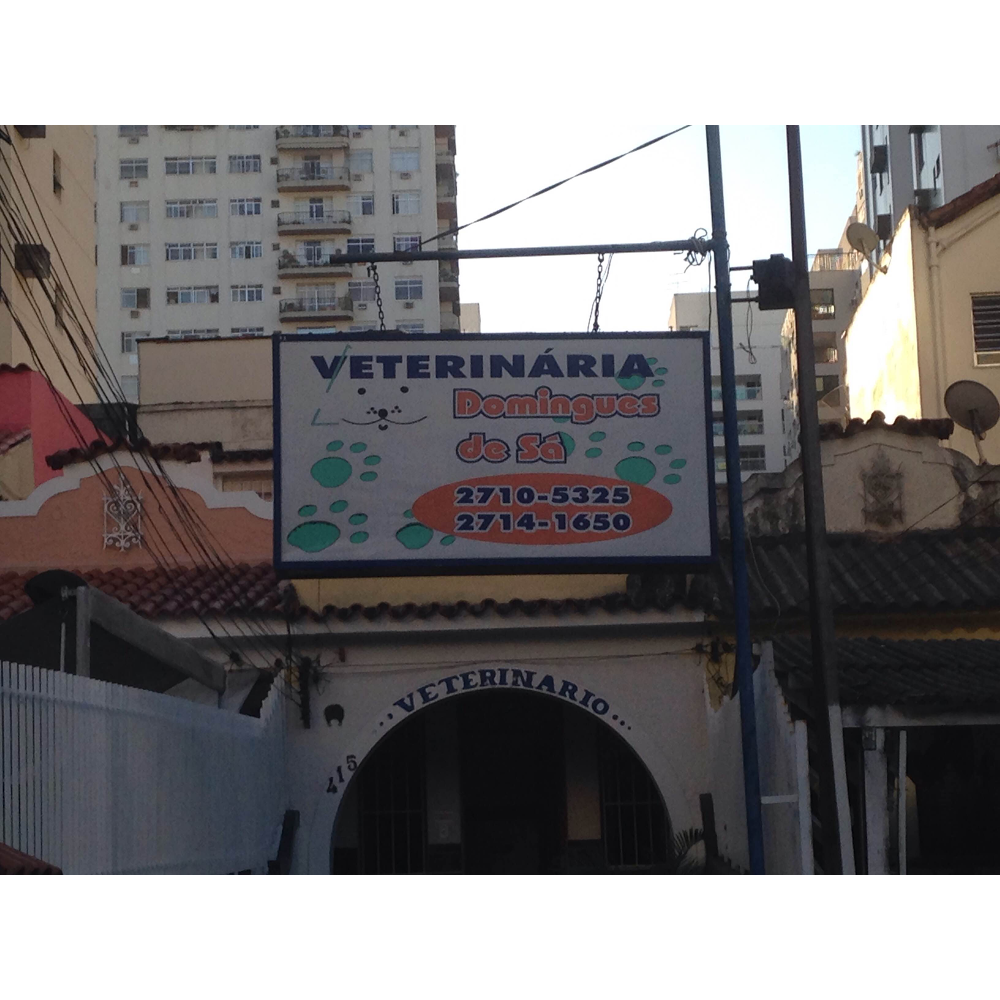 VETERINÁRIA
Domingues
de Sá
2710-5325
2714-1650
VETERINARIO
415